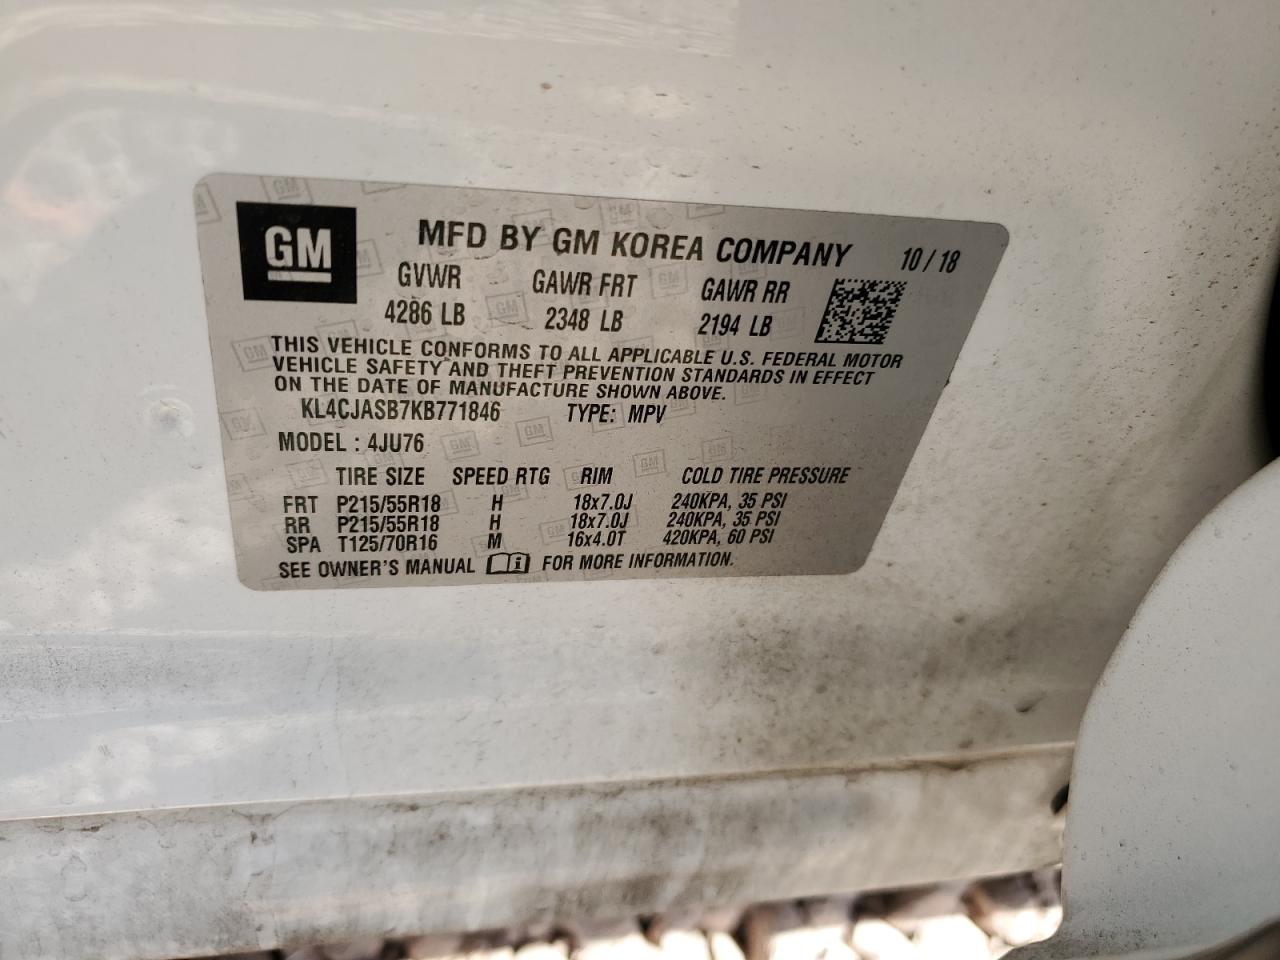 GM
MFD BY GM KOREA COMPANY 10 / 18
GVWR GAWR FRT GAWR RR
4286 LB 2348 LB 2194 LB
THIS VEHICLE CONFORMS TO ALL APPLICABLE U.S. FEDERAL MOTOR
VEHICLE SAFETY AND THEFT PREVENTION STANDARDS IN EFFECT
ON THE DATE OF MANUFACTURE SHOWN ABOVE.
KL4CJASB7KB771846 TYPE: MPV
MODEL : 4JU76
TIRE SIZE SPEED RTG RIM COLD TIRE PRESSURE
FRT P215/55R18 H 18x7.0J 240KPA, 35 PSI
RR P215/55R18 H 18x7.0J 240KPA, 35 PSI
SPA T125/70R16 M 16x4.0T 420KPA, 60 PSI
SEE OWNER'S MANUAL i FOR MORE INFORMATION.